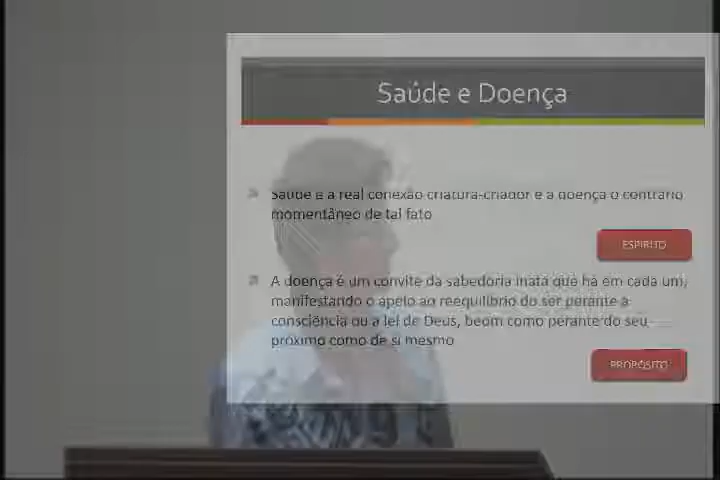 Saúde e Doença
Saúde é a real conexão criatura-criador e a doença o contrário
momentâneo de tal fato
ESPÍRITO
A doença é um convite da sabedoria inata que há em cada um,
manifestando o apelo ao reequilíbrio do ser perante a
consciência ou a lei de Deus, beom como perante do seu
próximo como de si mesmo
PROPÓSITO